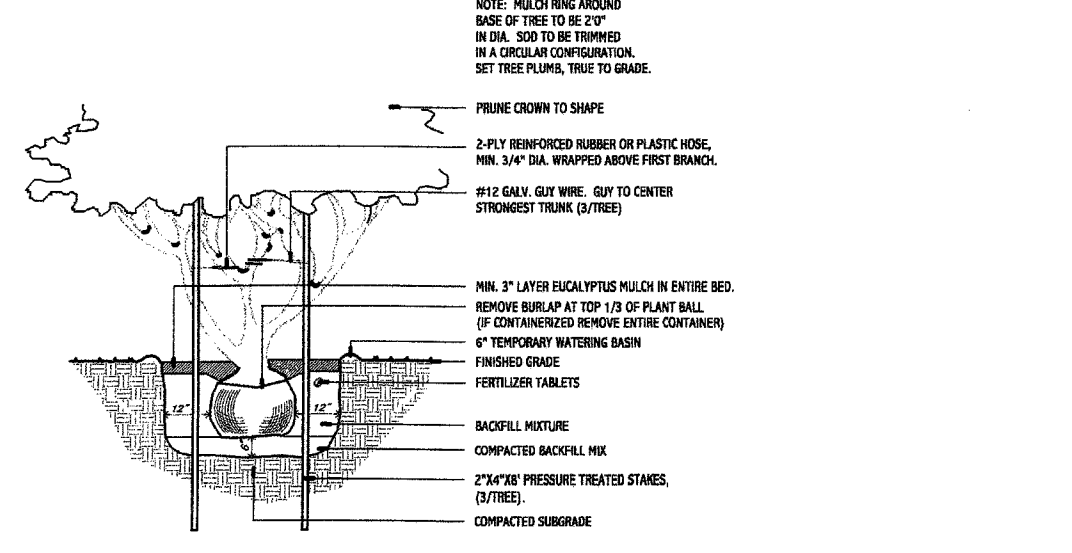 NOTE: MULCH RING AROUND
BASE OF TREE TO BE 2'0"
IN DIA. SOD TO BE TRIMMED
IN A CIRCULAR CONFIGURATION.
SET TREE PLUMB, TRUE TO GRADE.
PRUNE CROWN TO SHAPE
2-PLY REINFORCED RUBBER OR PLASTIC HOSE,
MIN. 3/4" DIA. WRAPPED ABOVE FIRST BRANCH.
#12 GALV. GUY WIRE. GUY TO CENTER
STRONGEST TRUNK (3/TREE)
MIN. 3" LAYER EUCALYPTUS MULCH IN ENTIRE BED.
REMOVE BURLAP AT TOP 1/3 OF PLANT BALL
(IF CONTAINERIZED REMOVE ENTIRE CONTAINER)
6" TEMPORARY WATERING BASIN
FINISHED GRADE
FERTILIZER TABLETS
12" 12"
BACKFILL MIXTURE
6"
COMPACTED BACKFILL MIX
2"X4"X8' PRESSURE TREATED STAKES,
(3/TREE).
COMPACTED SUBGRADE